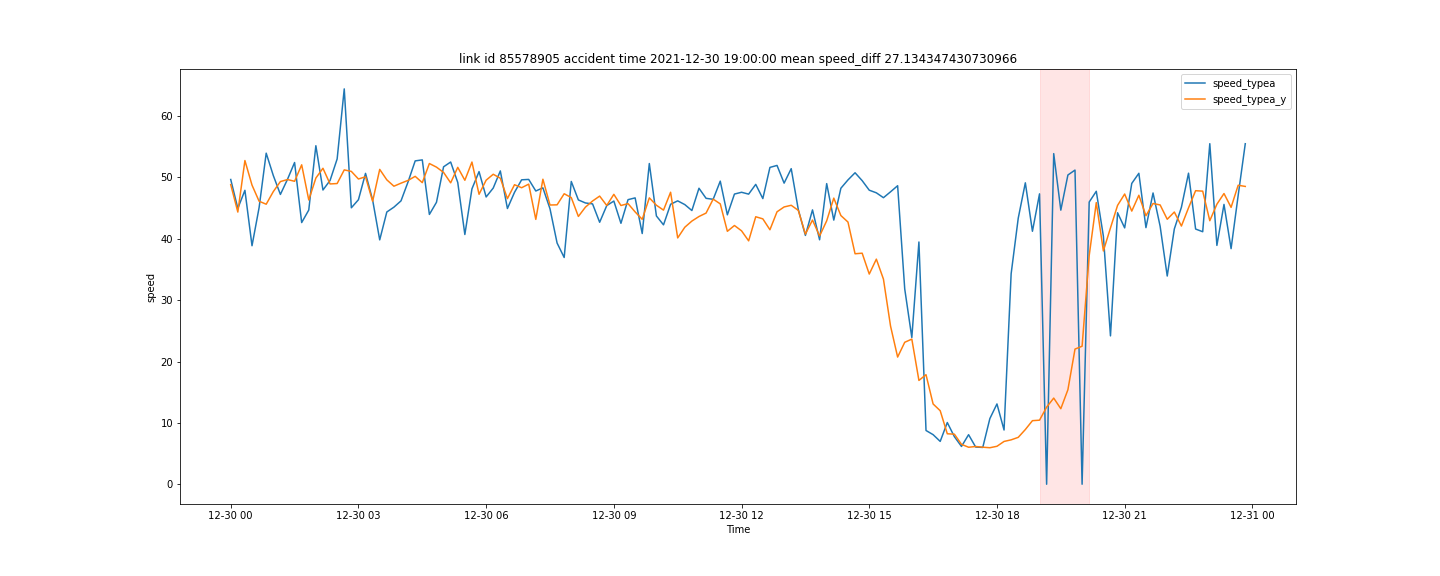 link id 85578905 accident time 2021-12-30 19:00:00 mean speed_diff 27.134347430730966
speed_typea
speed_typea_y
speed
60
50
40
30
20
10
0
12-30 00 12-30 03 12-30 06 12-30 09 12-30 12 12-30 15 12-30 18 12-30 21 12-31 00
Time